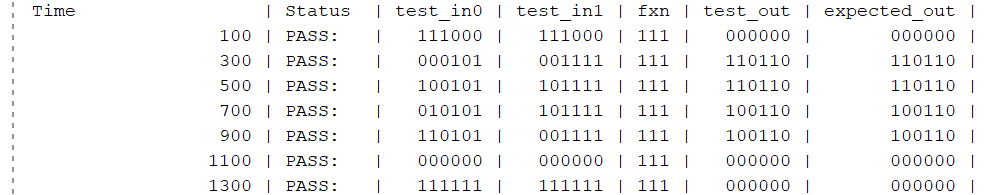 Time | Status | test_in0 | test_in1 | fxn | test_out | expected_out |
100 | PASS: | 111000 | 111000 | 111 | 000000 | 000000 |
300 | PASS: | 000101 | 001111 | 111 | 110110 | 110110 |
500 | PASS: | 100101 | 101111 | 111 | 110110 | 110110 |
700 | PASS: | 010101 | 101111 | 111 | 100110 | 100110 |
900 | PASS: | 110101 | 001111 | 111 | 100110 | 100110 |
1100 | PASS: | 000000 | 000000 | 111 | 000000 | 000000 |
1300 | PASS: | 111111 | 111111 | 111 | 000000 | 000000 |